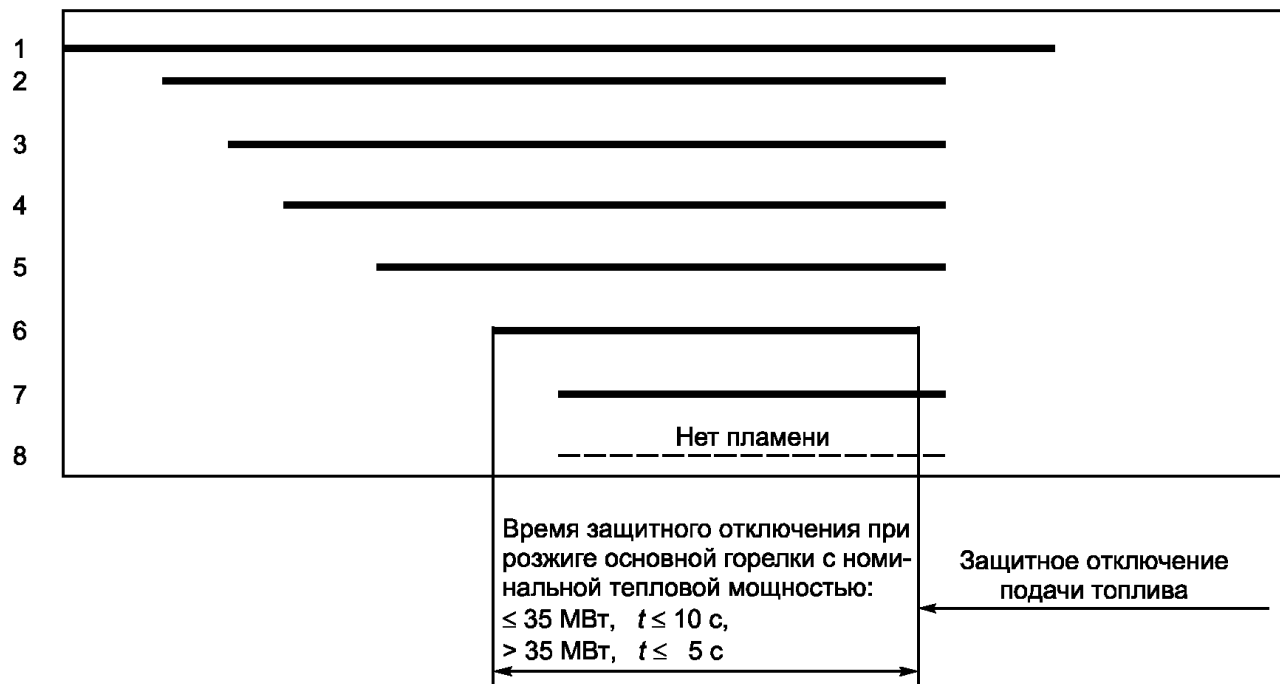 1
2
3
4
5
6
7
Нет пламени
8
Время защитного отключения при
розжиге основной горелки с номи-
нальной тепловой мощностью:
≤ 35 МВт, t ≤ 10 с,
> 35 МВт, t ≤ 5 с
Защитное отключение
подачи топлива